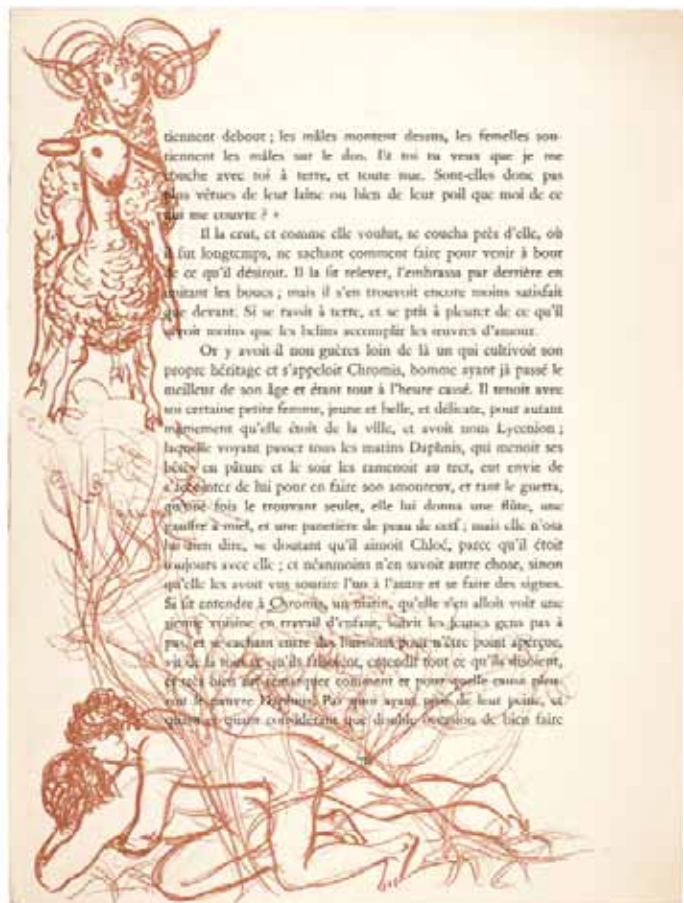 tiennent debout ; les mâles montent dessus, les femelles sou-
tiennent les mâles sur le dos. Et toi tu veux que je me
couche avec toi à terre, et toute nue. Sont-elles donc pas
plus vêtues de leur laine ou bien de leur poil que moi de ce
qui me couvre ? »
Il la crut, et comme elle voulut, se coucha près d'elle, où
il fut longtemps, ne sachant comment faire pour venir à bout
de ce qu'il désiroit. Il la fit relever, l'embrassa par derrière en
imitant les boucs ; mais il s'en trouvoit encore moins satisfait
que devant. Si se rassit à terre, et se prit à pleurer de ce qu'il
savoit moins que les belins accomplir les œuvres d'amour.
Or y avoit-il non guères loin de là un qui cultivoit son
propre héritage et s'appeloit Chromis, homme ayant jà passé le
meilleur de son âge et étant tout à l'heure cassé. Il tenoit avec
soi certaine petite femme, jeune et belle, et délicate, pour autant
mêmement qu'elle étoit de la ville, et avoit nom Lycenion ;
laquelle voyant passer tous les matins Daphnis, qui menoit ses
bêtes en pâture et le soir les ramenoit au tect, eut envie de
s'accointer de lui pour en faire son amoureux, et tant le guetta,
qu'une fois le trouvant seulet, elle lui donna une flûte, une
gauffre à miel, et une panetière de peau de cerf ; mais elle n'osa
lui rien dire, se doutant qu'il aimoit Chloé, parce qu'il étoit
toujours avec elle ; et néanmoins n'en savoit autre chose, sinon
qu'elle les avoit vus sourire l'un à l'autre et se faire des signes.
Si fit entendre à Chromis, un matin, qu'elle s'en alloit voir une
sienne voisine en travail d'enfant, suivit les jeunes gens pas à
pas, et se cachant entre des buissons pour n'être point aperçue,
vit de là tout ce qu'ils faisoient, entendit tout ce qu'ils disoient,
et très bien sut remarquer comment et pour quelle cause pleu-
roit le pauvre Daphnis. Par quoi ayant pitié de leur peine, et
quant et quant considérant que double occasion de bien faire